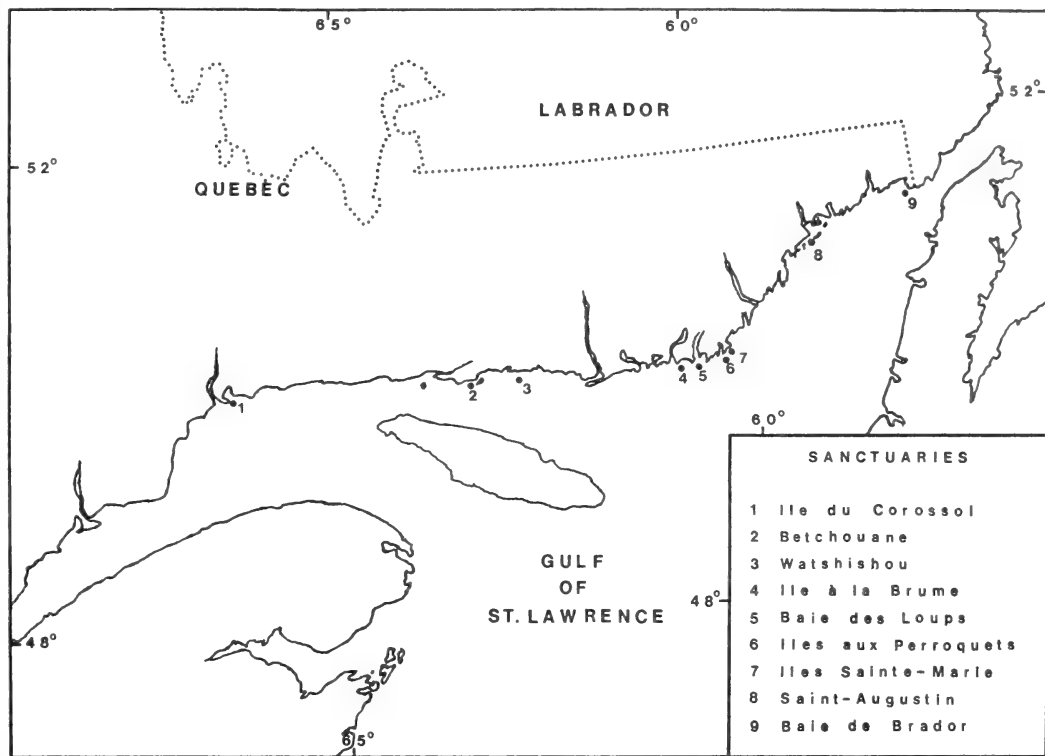 65°
60°
52°
LABRADOR
52°
QUEBEC
9
8
7
6
5
4
3
2
1
60°
SANCTUARIES
1 Ile du Corossol
2 Betchouane
3 Watshishou
4 Ile à la Brume
5 Baie des Loups
6 Iles aux Perroquets
7 Iles Sainte-Marie
8 Saint-Augustin
9 Baie de Brador
GULF
OF
ST. LAWRENCE
48°
48°
65°